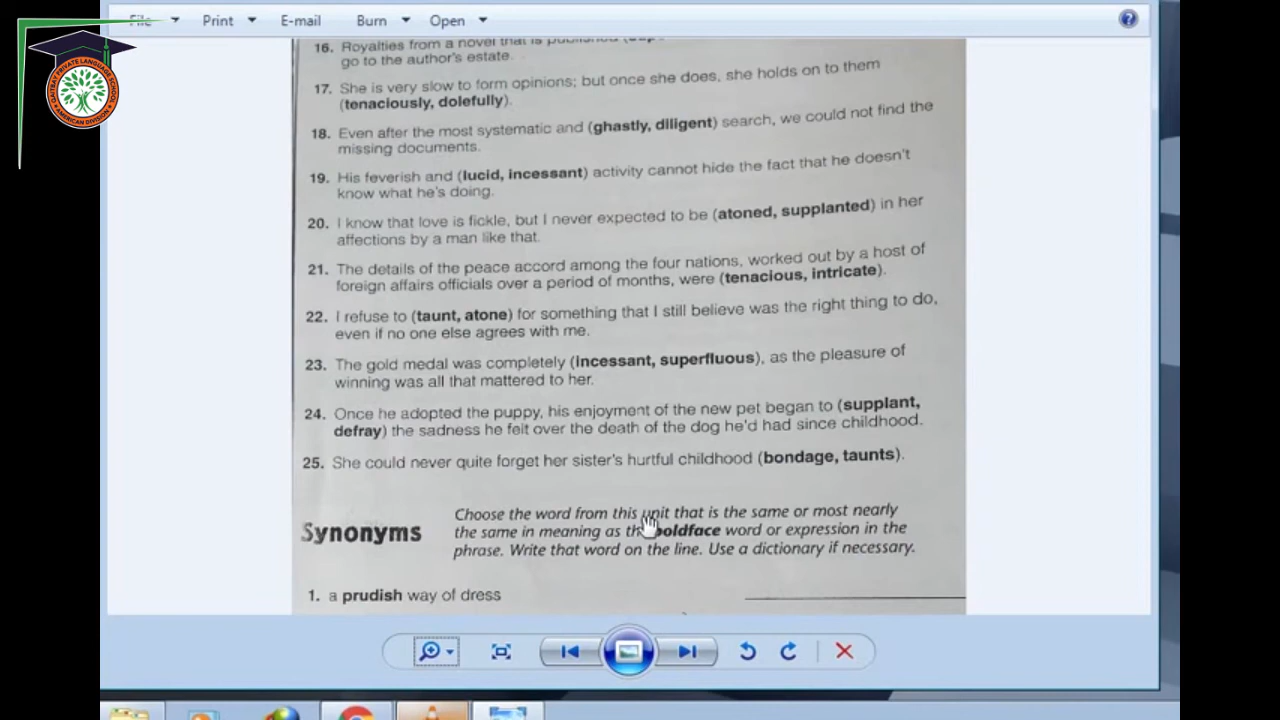 File Print E-mail Burn Open
16. Royalties from a novel that is published
go to the author's estate.
17. She is very slow to form opinions; but once she does, she holds on to them
(tenaciously, dolefully).
18. Even after the most systematic and (ghastly, diligent) search, we could not find the
missing documents.
19. His feverish and (lucid, incessant) activity cannot hide the fact that he doesn't
know what he's doing.
20. I know that love is fickle, but I never expected to be (atoned, supplanted) in her
affections by a man like that.
21. The details of the peace accord among the four nations, worked out by a host of
foreign affairs officials over a period of months, were (tenacious, intricate).
22. I refuse to (taunt, atone) for something that I still believe was the right thing to do,
even if no one else agrees with me.
23. The gold medal was completely (incessant, superfluous), as the pleasure of
winning was all that mattered to her.
24. Once he adopted the puppy, his enjoyment of the new pet began to (supplant,
defray) the sadness he felt over the death of the dog he'd had since childhood.
25. She could never quite forget her sister's hurtful childhood (bondage, taunts).
Synonyms
Choose the word from this unit that is the same or most nearly
the same in meaning as the boldface word or expression in the
phrase. Write that word on the line. Use a dictionary if necessary.
1. a prudish way of dress